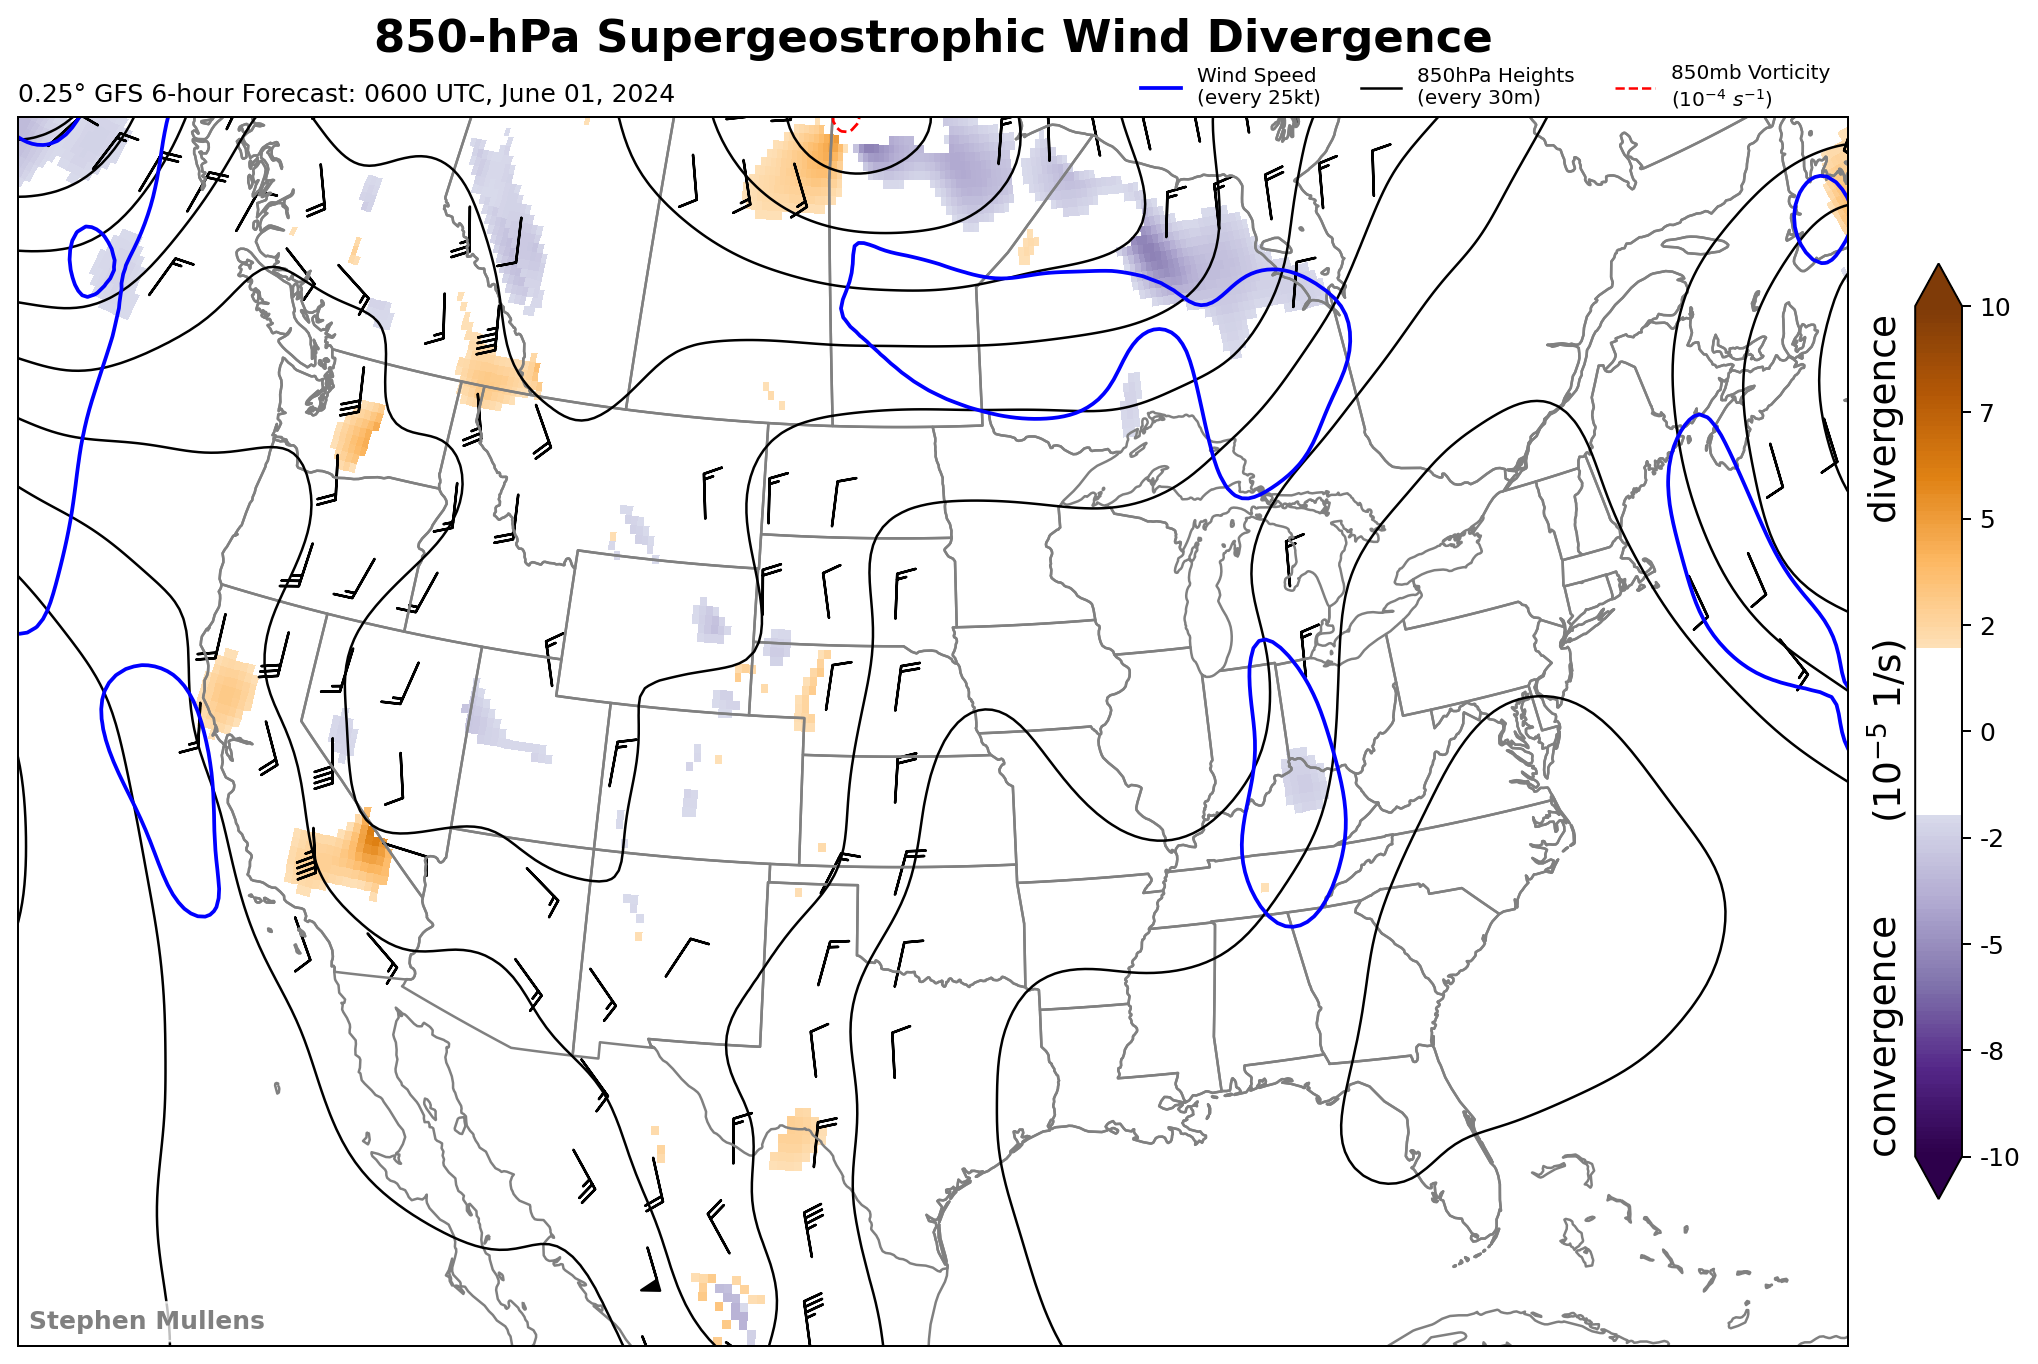 850-hPa Supergeostrophic Wind Divergence
0.25° GFS 6-hour Forecast: 0600 UTC, June 01, 2024
Wind Speed
(every 25kt)
850hPa Heights
(every 30m)
850mb Vorticity
(10⁻⁴ s⁻¹)
10
7
5
2
0
-2
-5
-8
-10
convergence (10⁻⁵ 1/s) divergence
Stephen Mullens